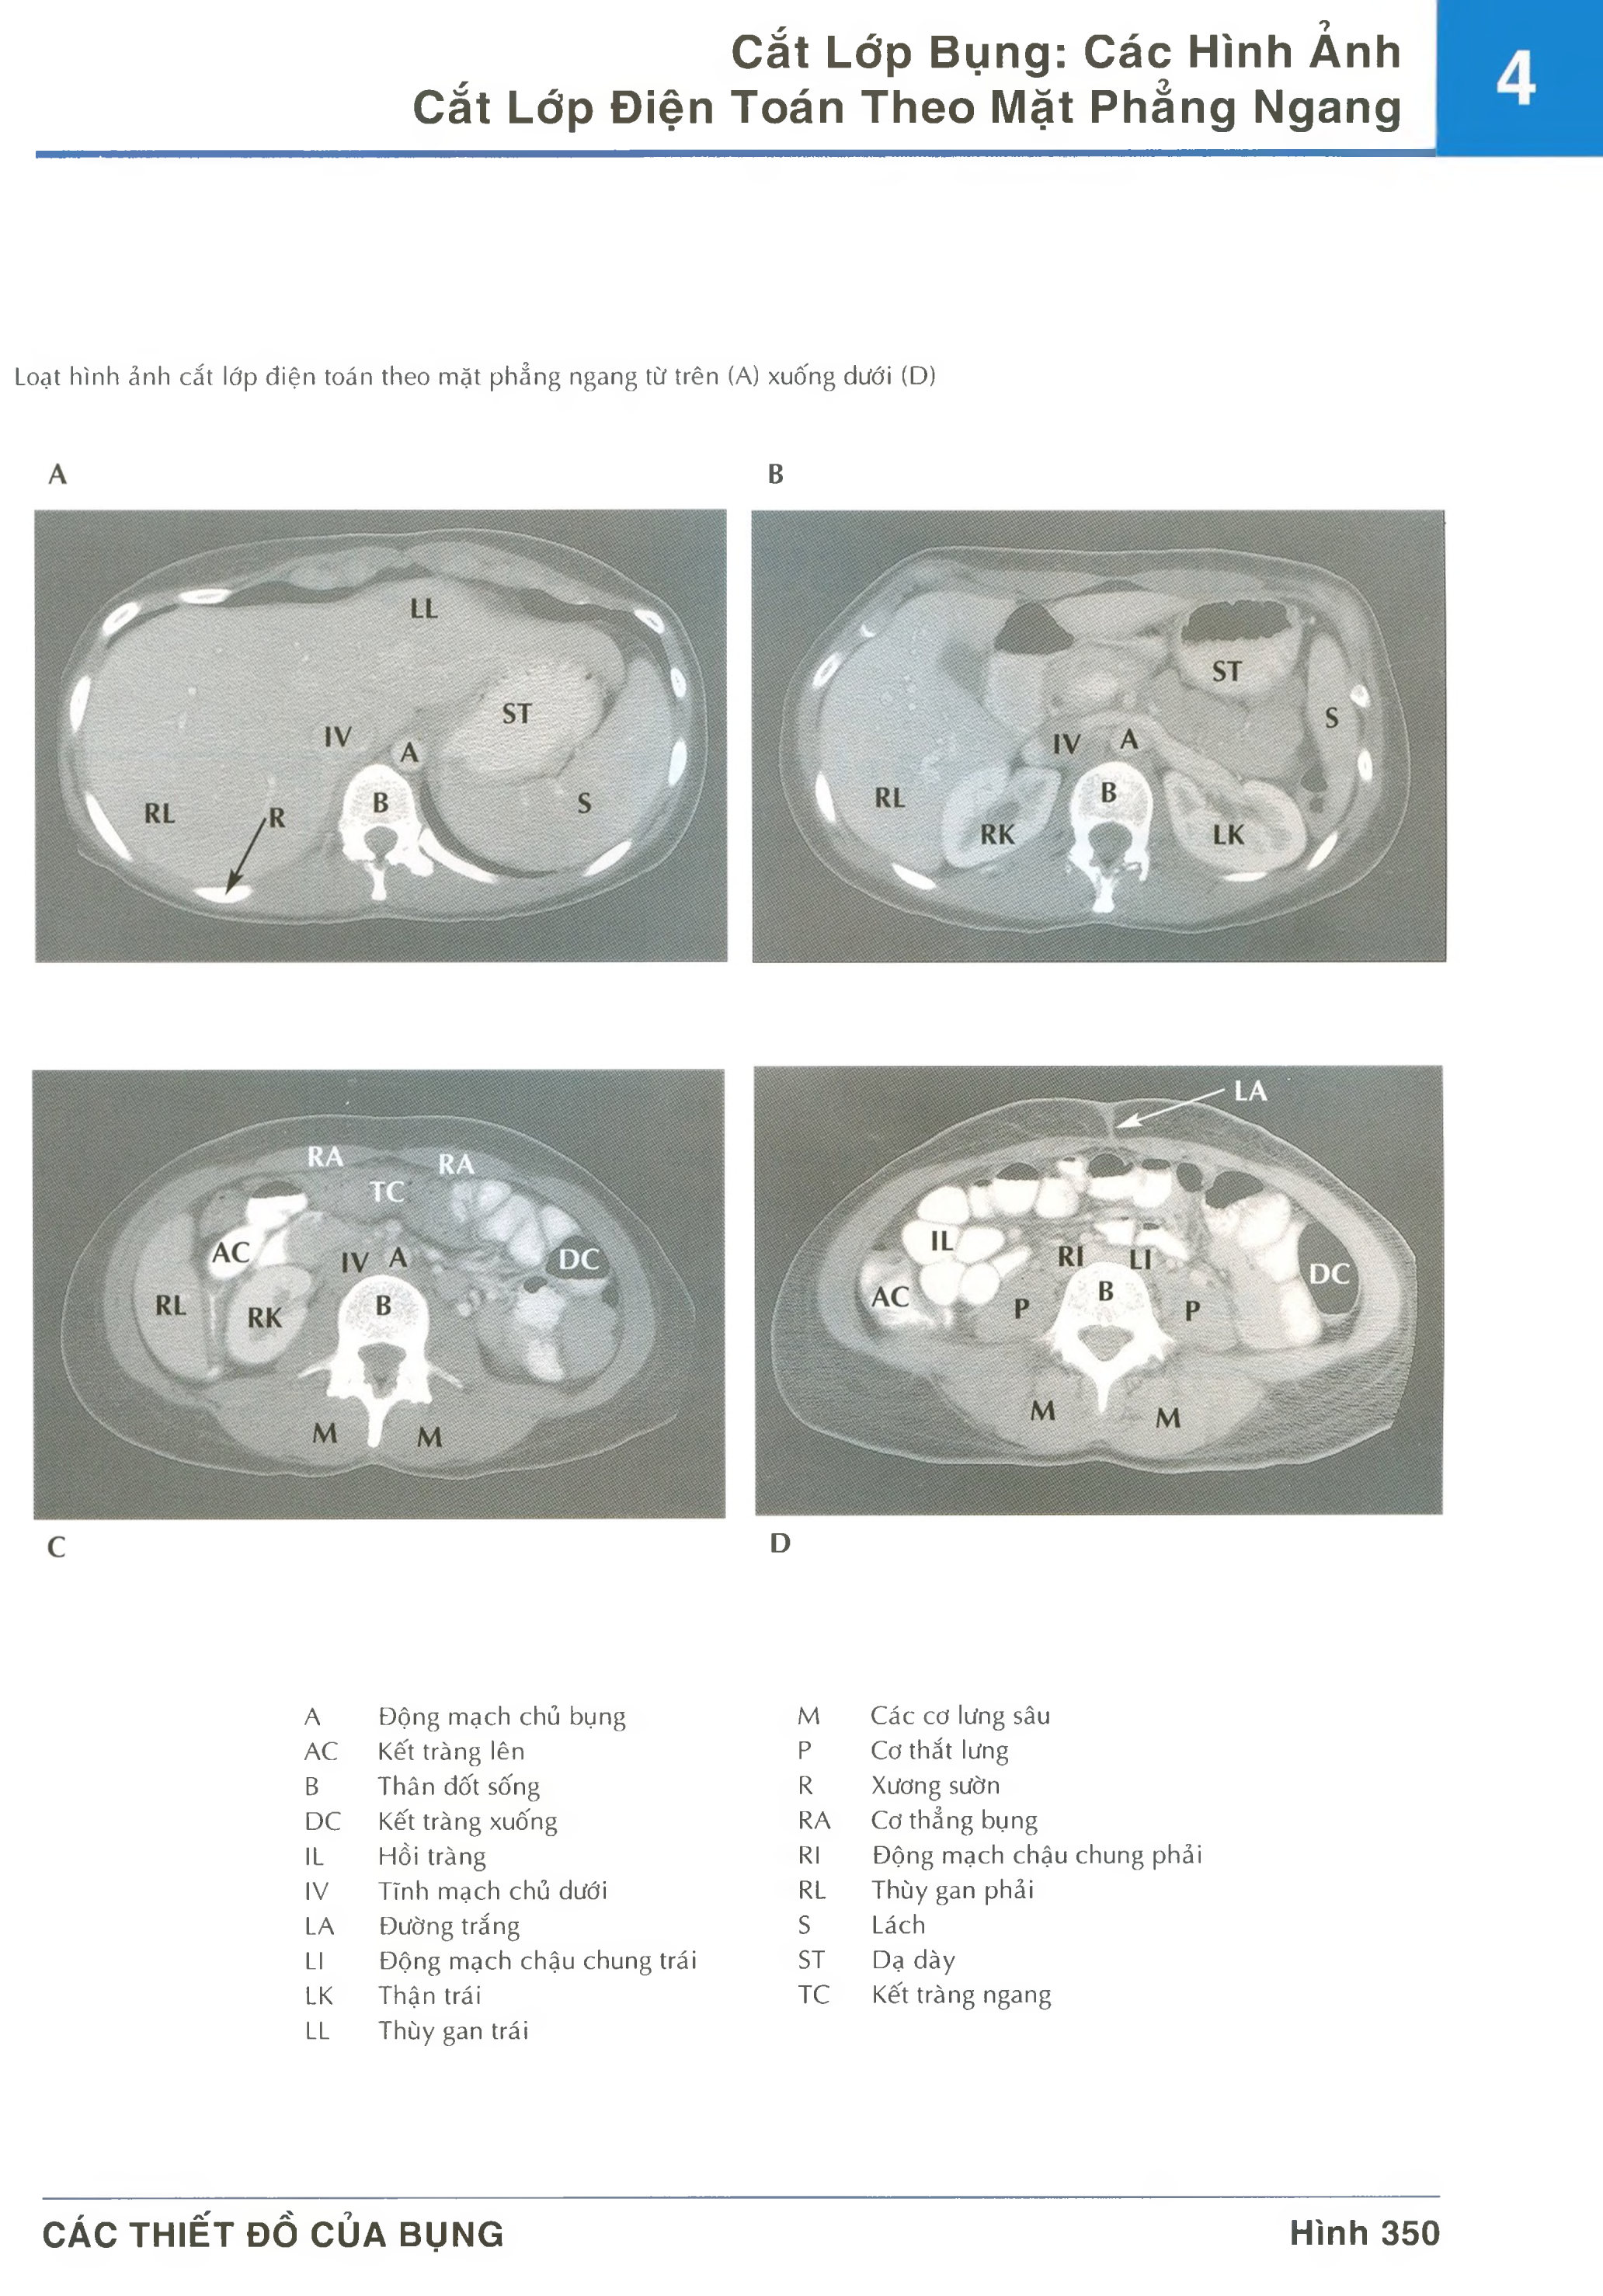 Cắt Lớp Bụng: Các Hình Ảnh
Cắt Lớp Điện Toán Theo Mặt Phẳng Ngang
4
Loạt hình ảnh cắt lớp điện toán theo mặt phẳng ngang từ trên (A) xuống dưới (D)
A
LL
ST
IV
A
B
S
RL
R
B
ST
S
IV
A
B
RL
RK
LK
RA
RA
TC
AC
IV
A
DC
RL
B
RK
M
M
C
LA
IL
RI
LI
DC
AC
B
P
P
M
M
D
A Động mạch chủ bụng
AC Kết tràng lên
B Thân đốt sống
DC Kết tràng xuống
IL Hồi tràng
IV Tĩnh mạch chủ dưới
LA Đường trắng
LI Động mạch chậu chung trái
LK Thận trái
LL Thùy gan trái
M Các cơ lưng sâu
P Cơ thắt lưng
R Xương sườn
RA Cơ thẳng bụng
RI Động mạch chậu chung phải
RL Thùy gan phải
S Lách
ST Dạ dày
TC Kết tràng ngang
CÁC THIẾT ĐỒ CỦA BỤNG
Hình 350